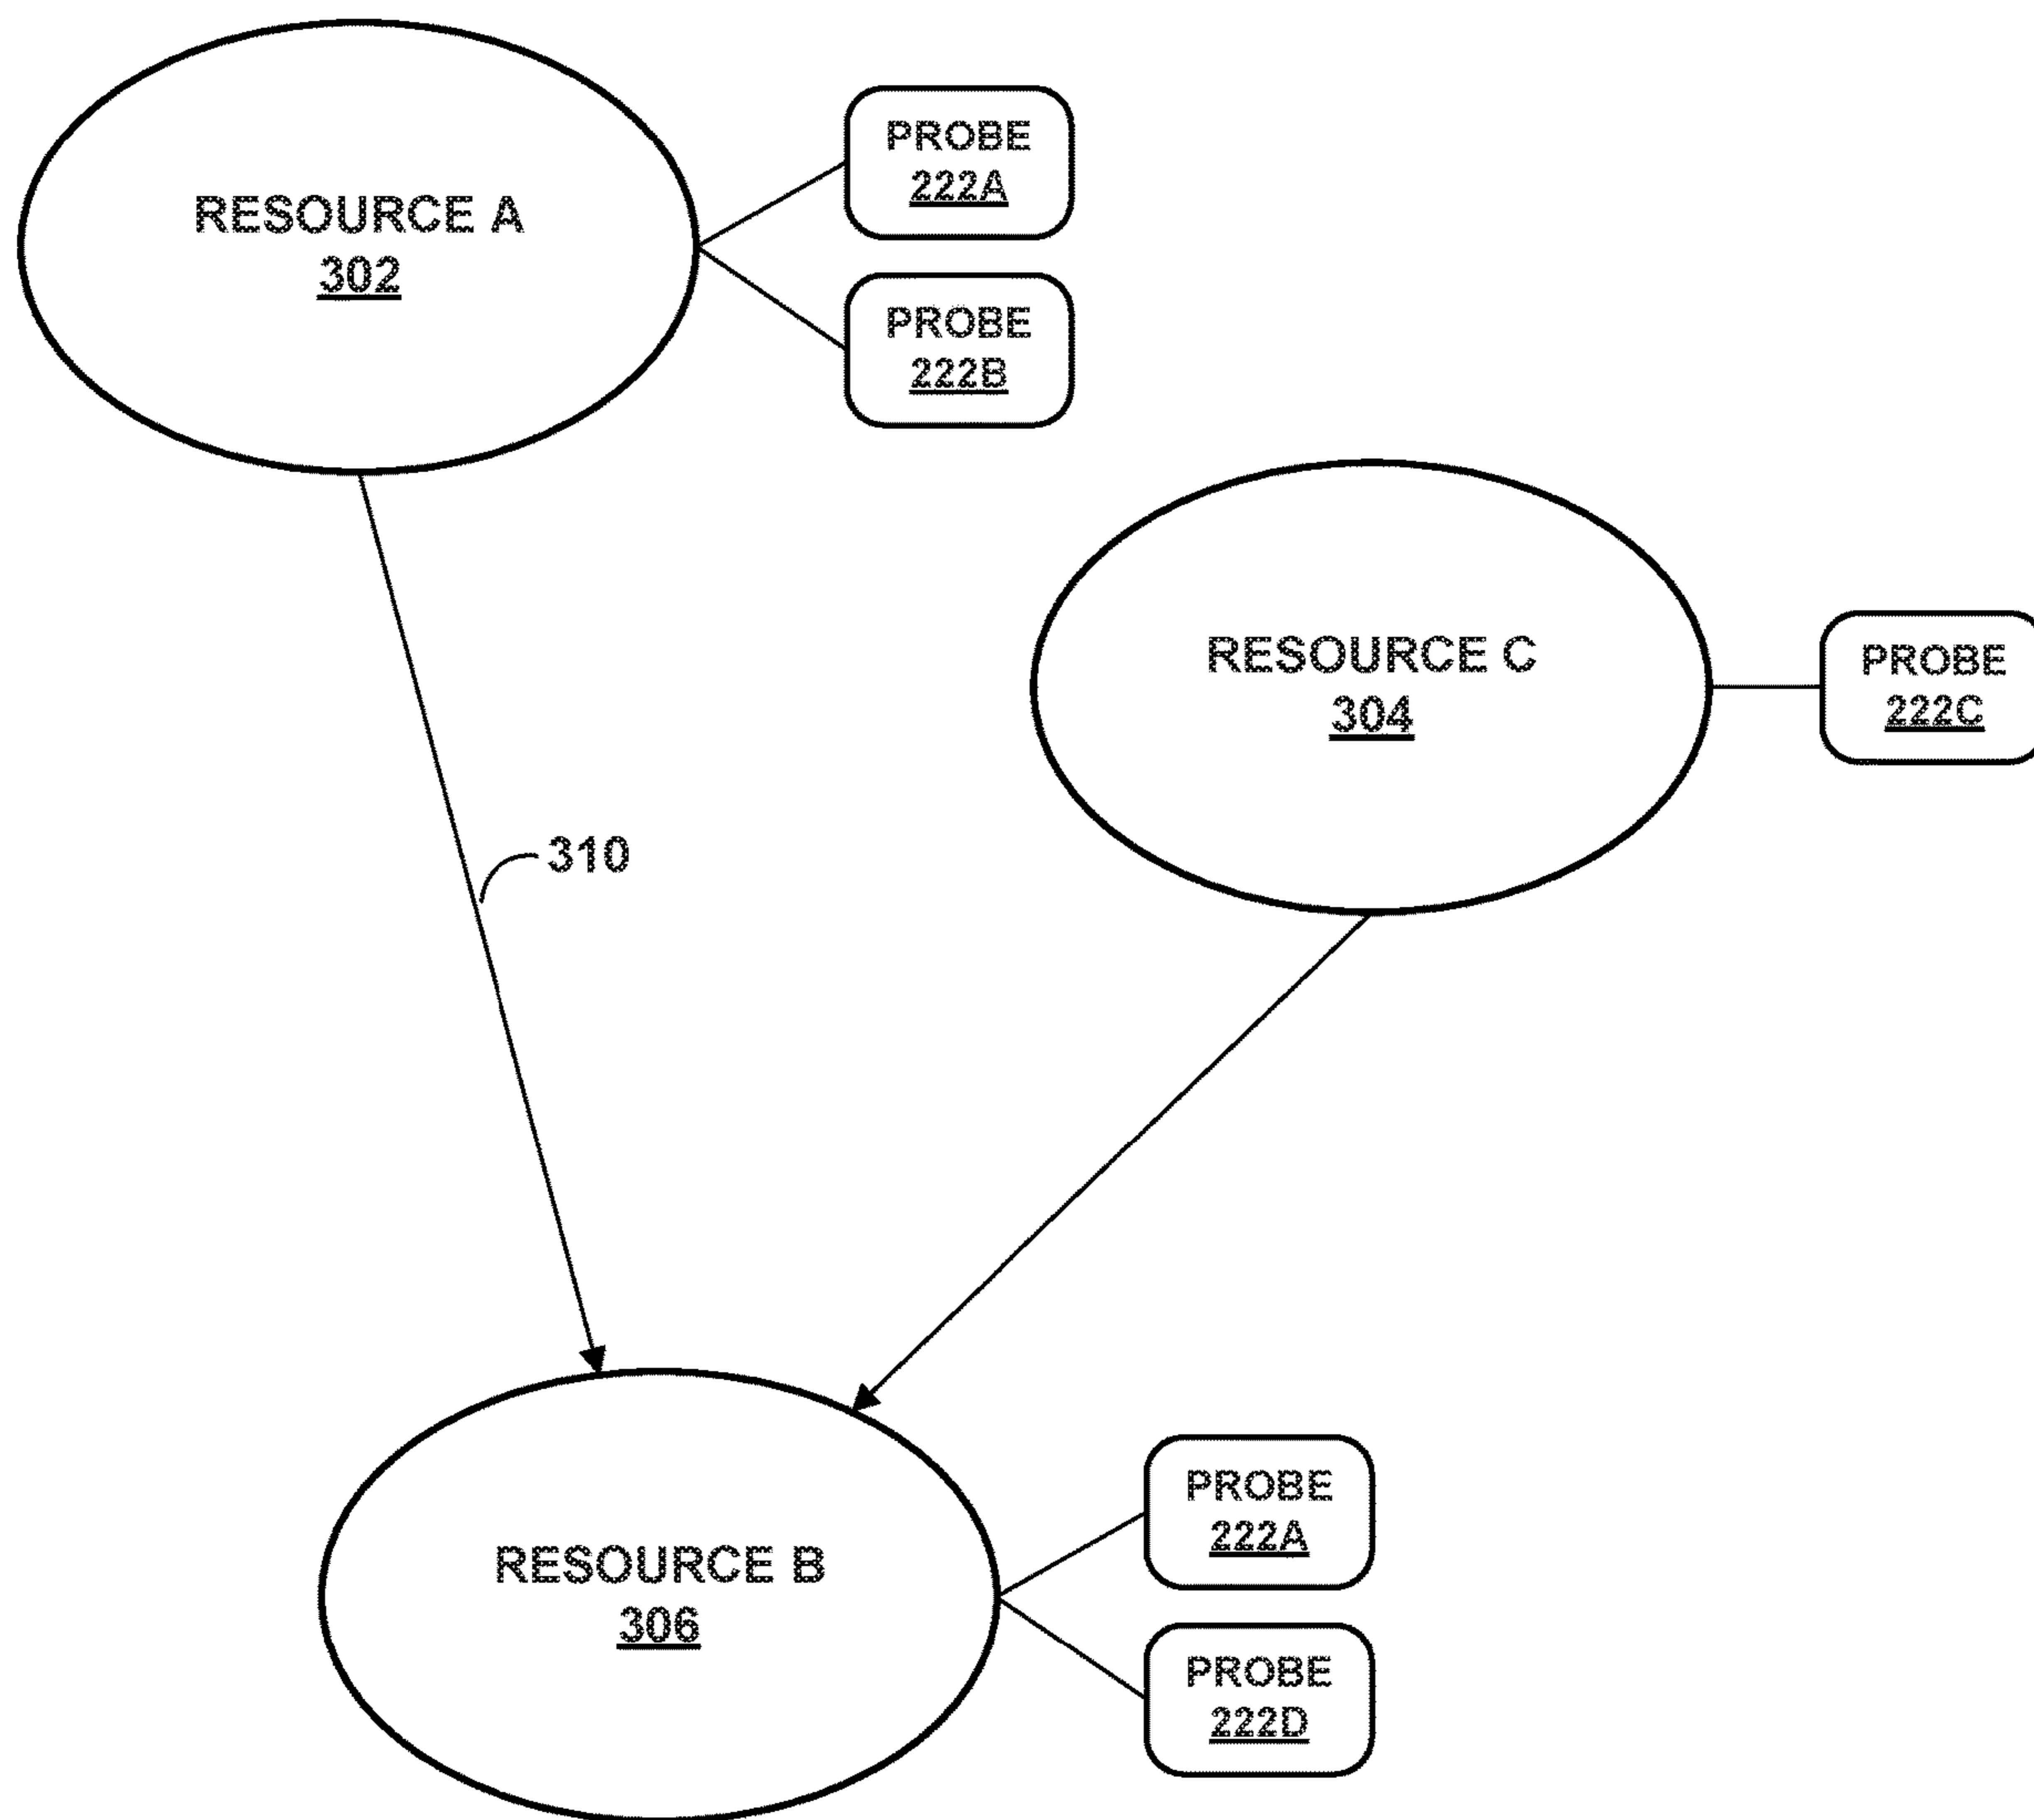 RESOURCE A
302
PROBE
222A
PROBE
222B
RESOURCE C
304
PROBE
222C
310
RESOURCE B
306
PROBE
222A
PROBE
222D